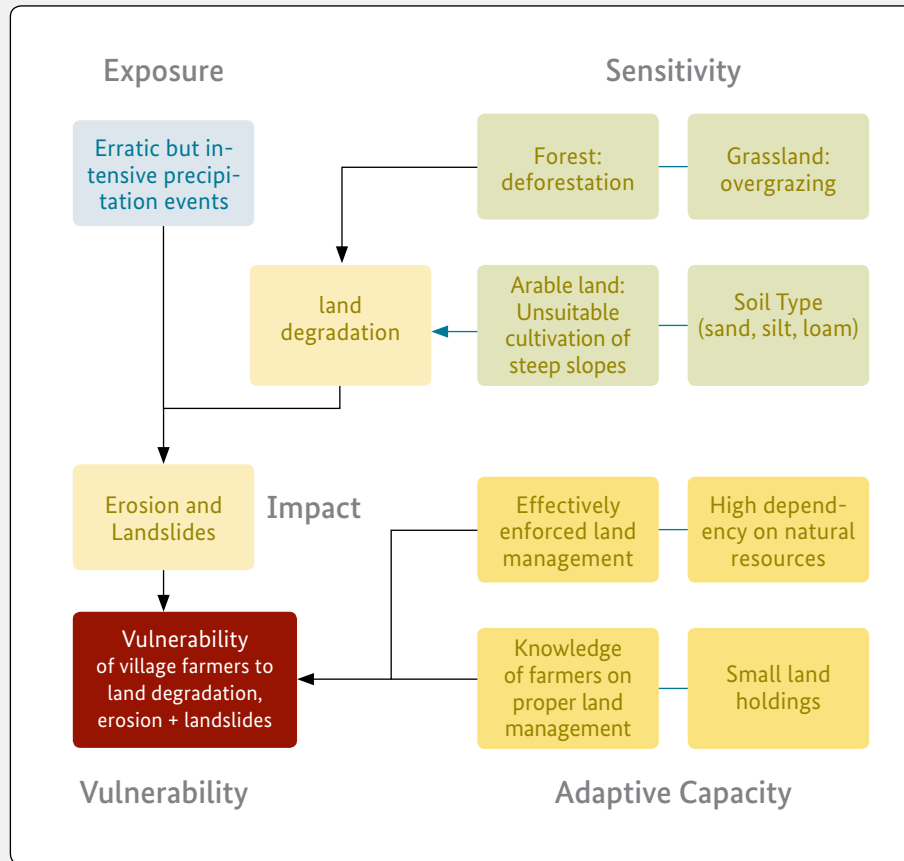 Exposure
Sensitivity
Erratic but in-
tensive precipi-
tation events
Forest:
deforestation
Grassland:
overgrazing
land
degradation
Arable land:
Unsuitable
cultivation of
steep slopes
Soil Type
(sand, silt, loam)
Erosion and
Landslides
Impact
Effectively
enforced land
management
High depend-
ency on natural
resources
Vulnerability
of village farmers to
land degradation,
erosion + landslides
Knowledge
of farmers on
proper land
management
Small land
holdings
Vulnerability
Adaptive Capacity